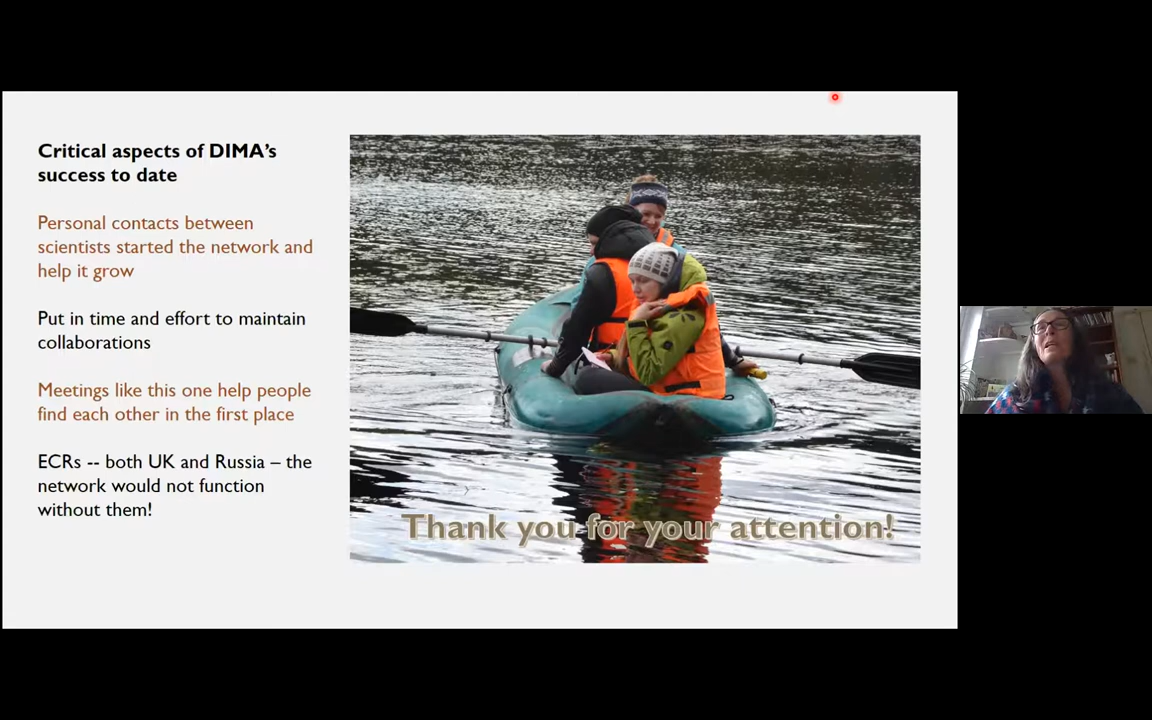 Critical aspects of DIMA's
success to date
Personal contacts between
scientists started the network and
help it grow
Put in time and effort to maintain
collaborations
Meetings like this one help people
find each other in the first place
ECRs -- both UK and Russia – the
network would not function
without them!
Thank you for your attention!